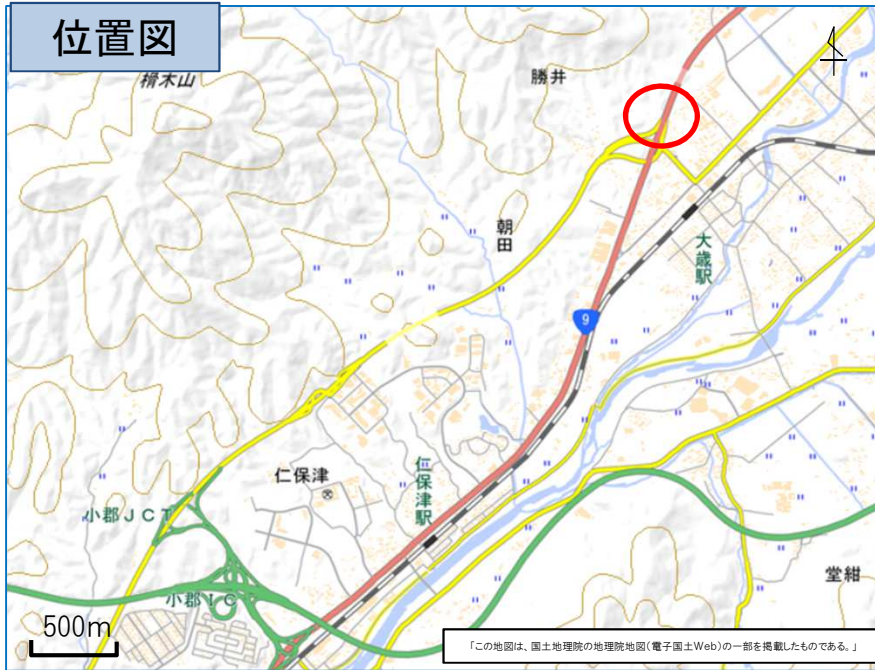 位置図
楫木山
勝井
朝田
大歳駅
9
仁保津
仁保津駅
小郡JCT
小郡IC
堂紺
500m
「この地図は、国土地理院の地理院地図(電子国土Web)の一部を掲載したものである。」